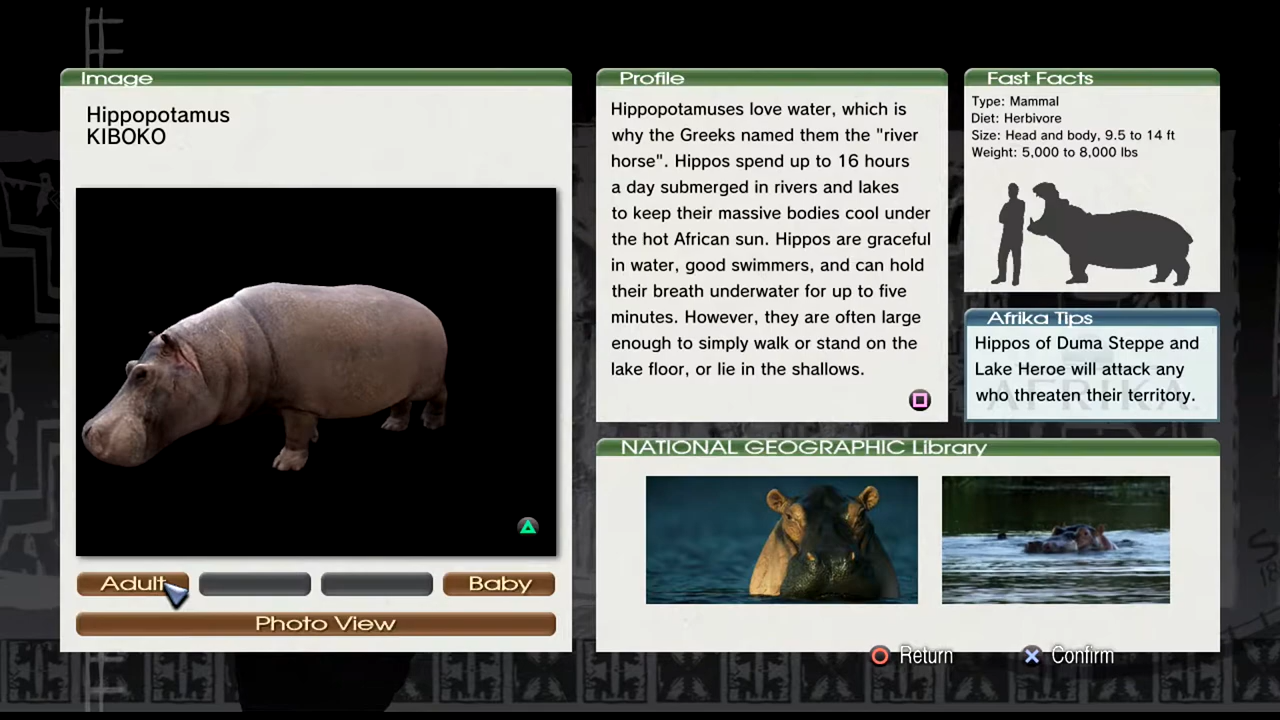 Image
Hippopotamus
KIBOKO
Adult
Baby
Photo View
Profile
Hippopotamuses love water, which is
why the Greeks named them the "river
horse". Hippos spend up to 16 hours
a day submerged in rivers and lakes
to keep their massive bodies cool under
the hot African sun. Hippos are graceful
in water, good swimmers, and can hold
their breath underwater for up to five
minutes. However, they are often large
enough to simply walk or stand on the
lake floor, or lie in the shallows.
Fast Facts
Type: Mammal
Diet: Herbivore
Size: Head and body, 9.5 to 14 ft
Weight: 5,000 to 8,000 lbs
Afrika Tips
Hippos of Duma Steppe and
Lake Heroe will attack any
who threaten their territory.
AFRIKA
NATIONAL GEOGRAPHIC Library
Return
Confirm